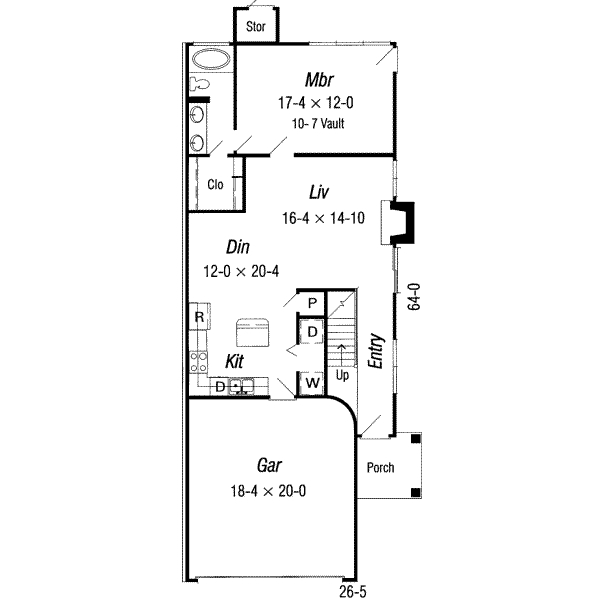 Stor
Mbr
17-4 × 12-0
10- 7 Vault
Clo
Liv
16-4 × 14-10
Din
12-0 × 20-4
64-0
P
R
D
Entry
Kit
Up
D
W
Gar
18-4 × 20-0
Porch
26-5